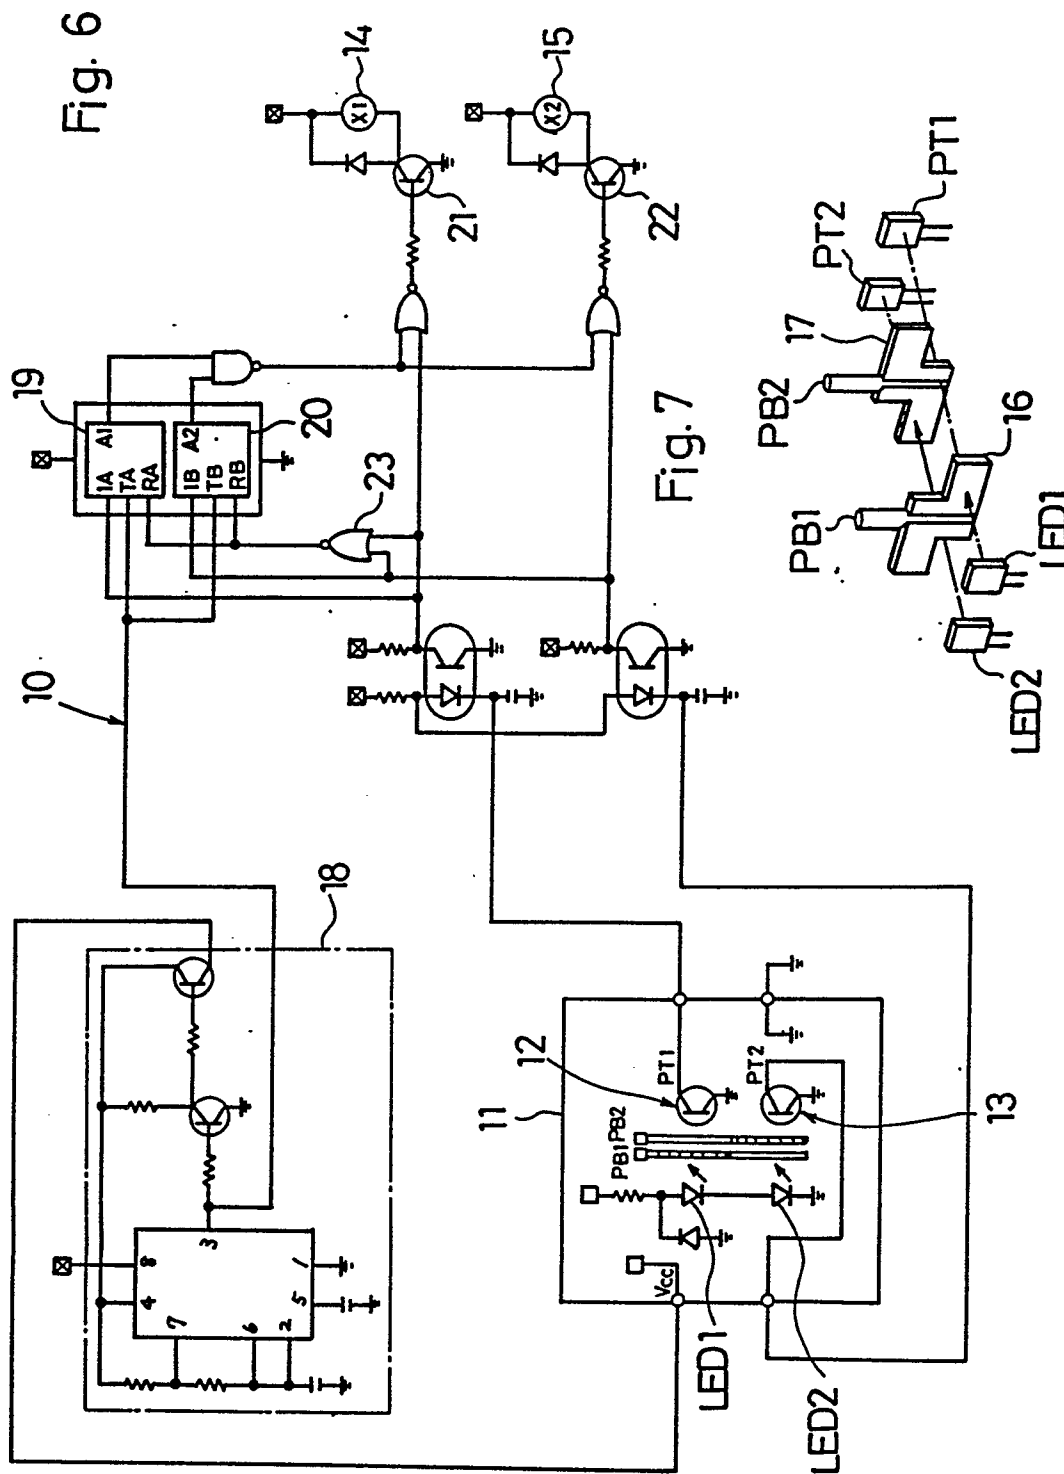 Fig. 6
10
18
8
4
7
3
6
2
5
1
19
1A
A1
TA
RA
1B
A2
TB
RB
20
23
X1
14
21
X2
15
22
11
12
PT1
PB1
PB2
PT2
13
Vcc
LED1
LED2
Fig. 7
PB1
PB2
PT2
PT1
17
16
LED1
LED2